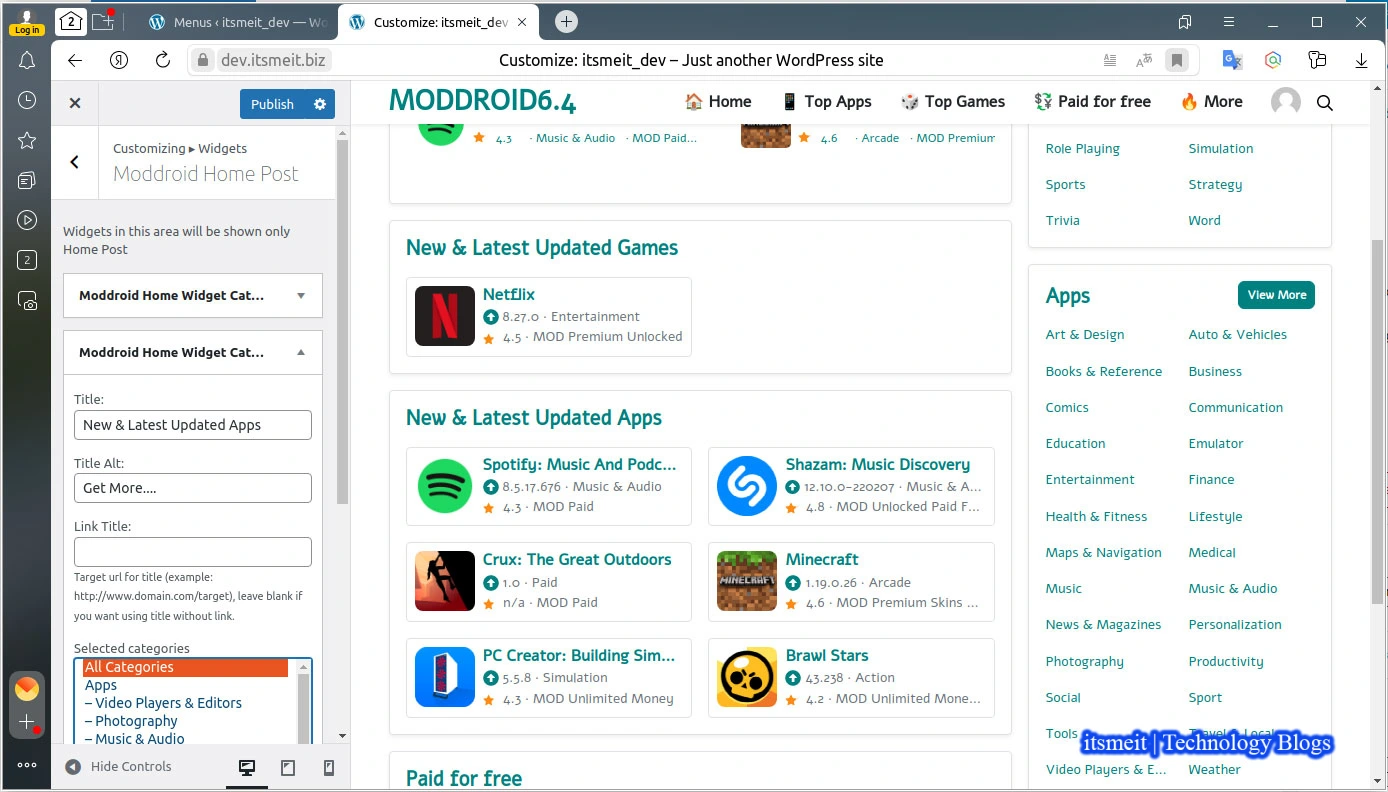 Log in
2
Menus ‹ itsmeit_dev — Wo
Customize: itsmeit_dev
dev.itsmeit.biz
Customize: itsmeit_dev – Just another WordPress site
Publish
Customizing ▸ Widgets
Moddroid Home Post
Widgets in this area will be shown only
Home Post
Moddroid Home Widget Cat...
Moddroid Home Widget Cat...
Title:
New & Latest Updated Apps
Title Alt:
Get More....
Link Title:
Target url for title (example:
http://www.domain.com/target), leave blank if
you want using title without link.
Selected categories
All Categories
Apps
– Video Players & Editors
– Photography
– Music & Audio
Hide Controls
2
MODDROID6.4
Home
Top Apps
Top Games
Paid for free
More
4.3 · Music & Audio · MOD Paid...
4.6 · Arcade · MOD Premium
New & Latest Updated Games
Netflix
8.27.0 · Entertainment
4.5 · MOD Premium Unlocked
New & Latest Updated Apps
Spotify: Music And Podc...
8.5.17.676 · Music & Audio
4.3 · MOD Paid
Shazam: Music Discovery
12.10.0-220207 · Music & A...
4.8 · MOD Unlocked Paid F...
Crux: The Great Outdoors
1.0 · Paid
n/a · MOD Paid
MINECRAFT
Minecraft
1.19.0.26 · Arcade
4.6 · MOD Premium Skins ...
PC Creator: Building Sim...
5.5.8 · Simulation
4.3 · MOD Unlimited Money
Brawl Stars
43.238 · Action
4.2 · MOD Unlimited Mone...
Paid for free
Role Playing
Simulation
Sports
Strategy
Trivia
Word
Apps
View More
Art & Design
Auto & Vehicles
Books & Reference
Business
Comics
Communication
Education
Emulator
Entertainment
Finance
Health & Fitness
Lifestyle
Maps & Navigation
Medical
Music
Music & Audio
News & Magazines
Personalization
Photography
Productivity
Social
Sport
Tools
Travel & Local
itsmeit | Technology Blogs
Video Players & E...
Weather